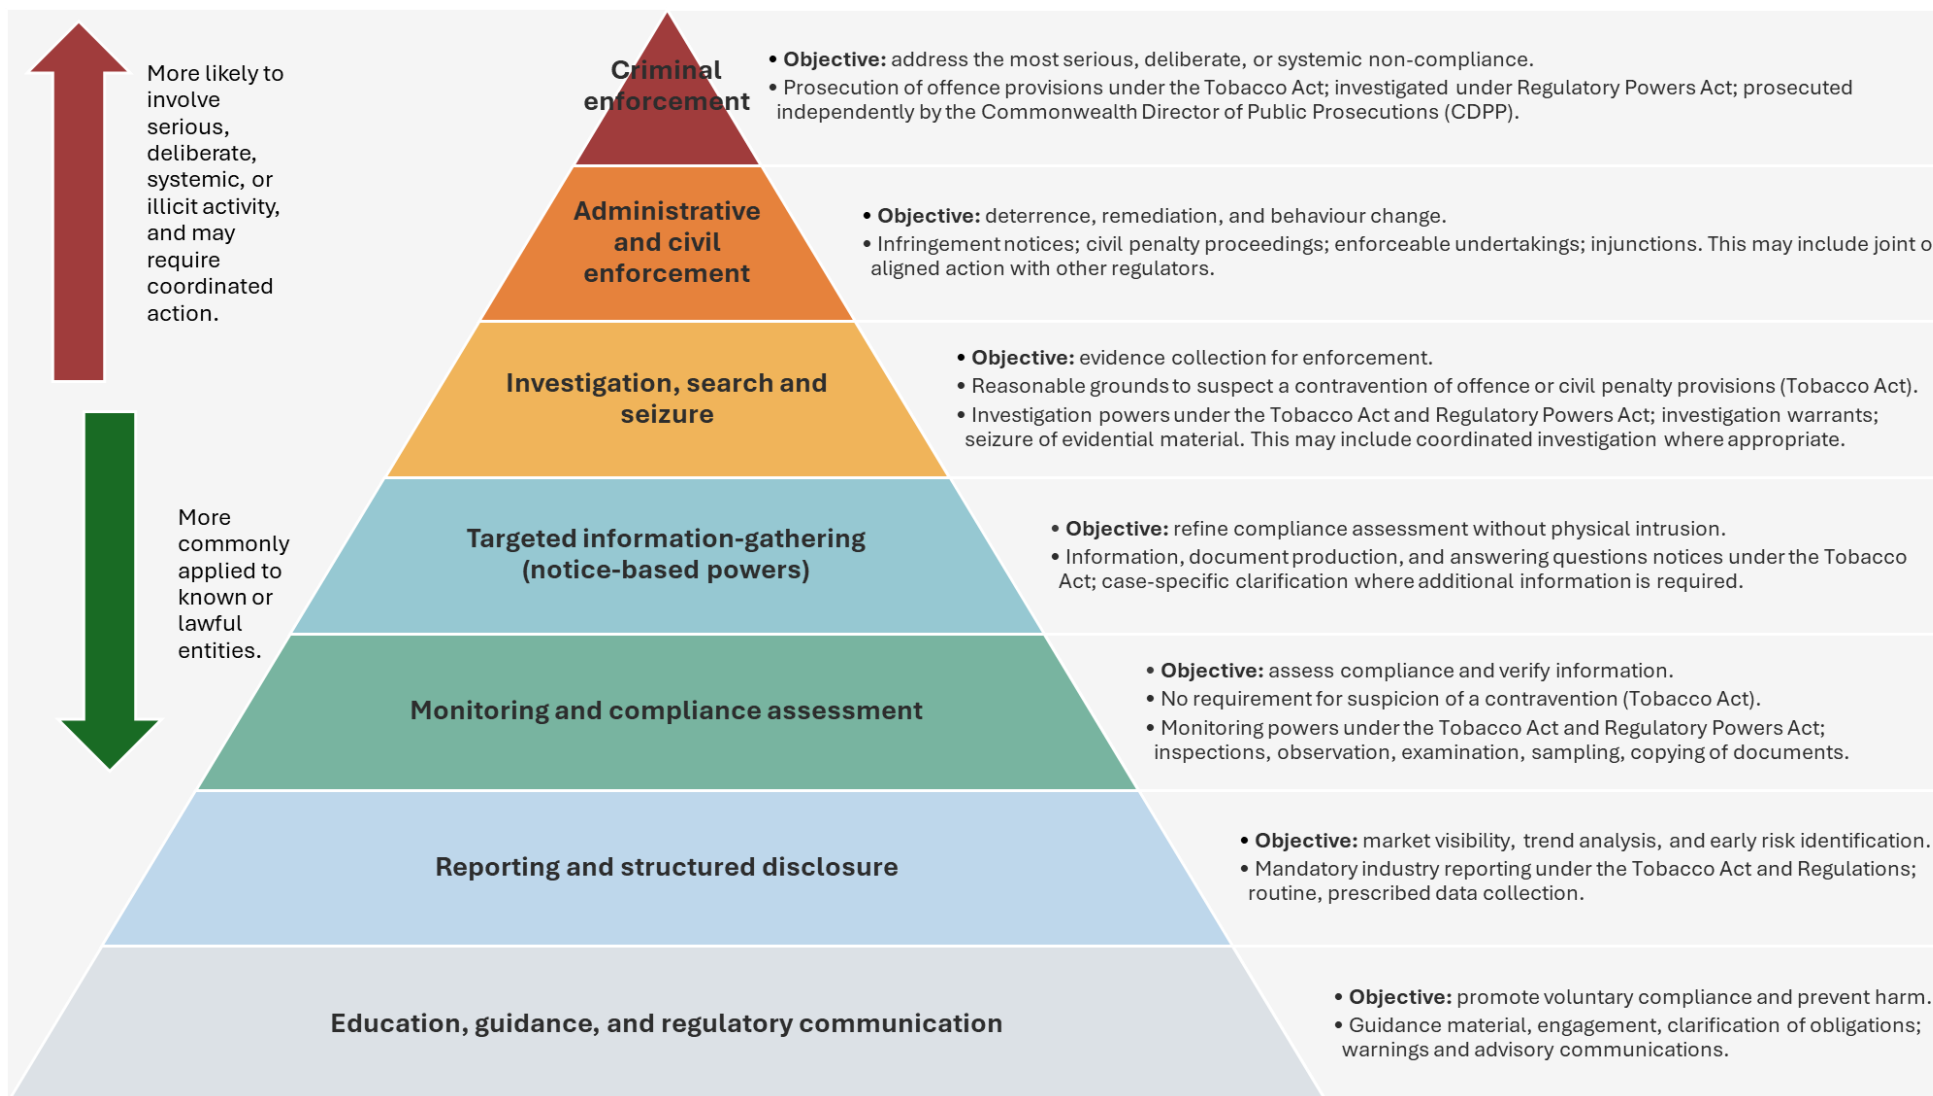 More likely to
involve
serious,
deliberate,
systemic, or
illicit activity,
and may
require
coordinated
action.
More
commonly
applied to
known or
lawful
entities.
Criminal
enforcement
• Objective: address the most serious, deliberate, or systemic non-compliance.
• Prosecution of offence provisions under the Tobacco Act; investigated under Regulatory Powers Act; prosecuted
independently by the Commonwealth Director of Public Prosecutions (CDPP).
Administrative
and civil
enforcement
• Objective: deterrence, remediation, and behaviour change.
• Infringement notices; civil penalty proceedings; enforceable undertakings; injunctions. This may include joint o
aligned action with other regulators.
Investigation, search and
seizure
• Objective: evidence collection for enforcement.
• Reasonable grounds to suspect a contravention of offence or civil penalty provisions (Tobacco Act).
• Investigation powers under the Tobacco Act and Regulatory Powers Act; investigation warrants;
seizure of evidential material. This may include coordinated investigation where appropriate.
Targeted information-gathering
(notice-based powers)
• Objective: refine compliance assessment without physical intrusion.
• Information, document production, and answering questions notices under the Tobacco
Act; case-specific clarification where additional information is required.
Monitoring and compliance assessment
• Objective: assess compliance and verify information.
• No requirement for suspicion of a contravention (Tobacco Act).
• Monitoring powers under the Tobacco Act and Regulatory Powers Act;
inspections, observation, examination, sampling, copying of documents.
Reporting and structured disclosure
• Objective: market visibility, trend analysis, and early risk identification.
• Mandatory industry reporting under the Tobacco Act and Regulations;
routine, prescribed data collection.
Education, guidance, and regulatory communication
• Objective: promote voluntary compliance and prevent harm.
• Guidance material, engagement, clarification of obligations;
warnings and advisory communications.